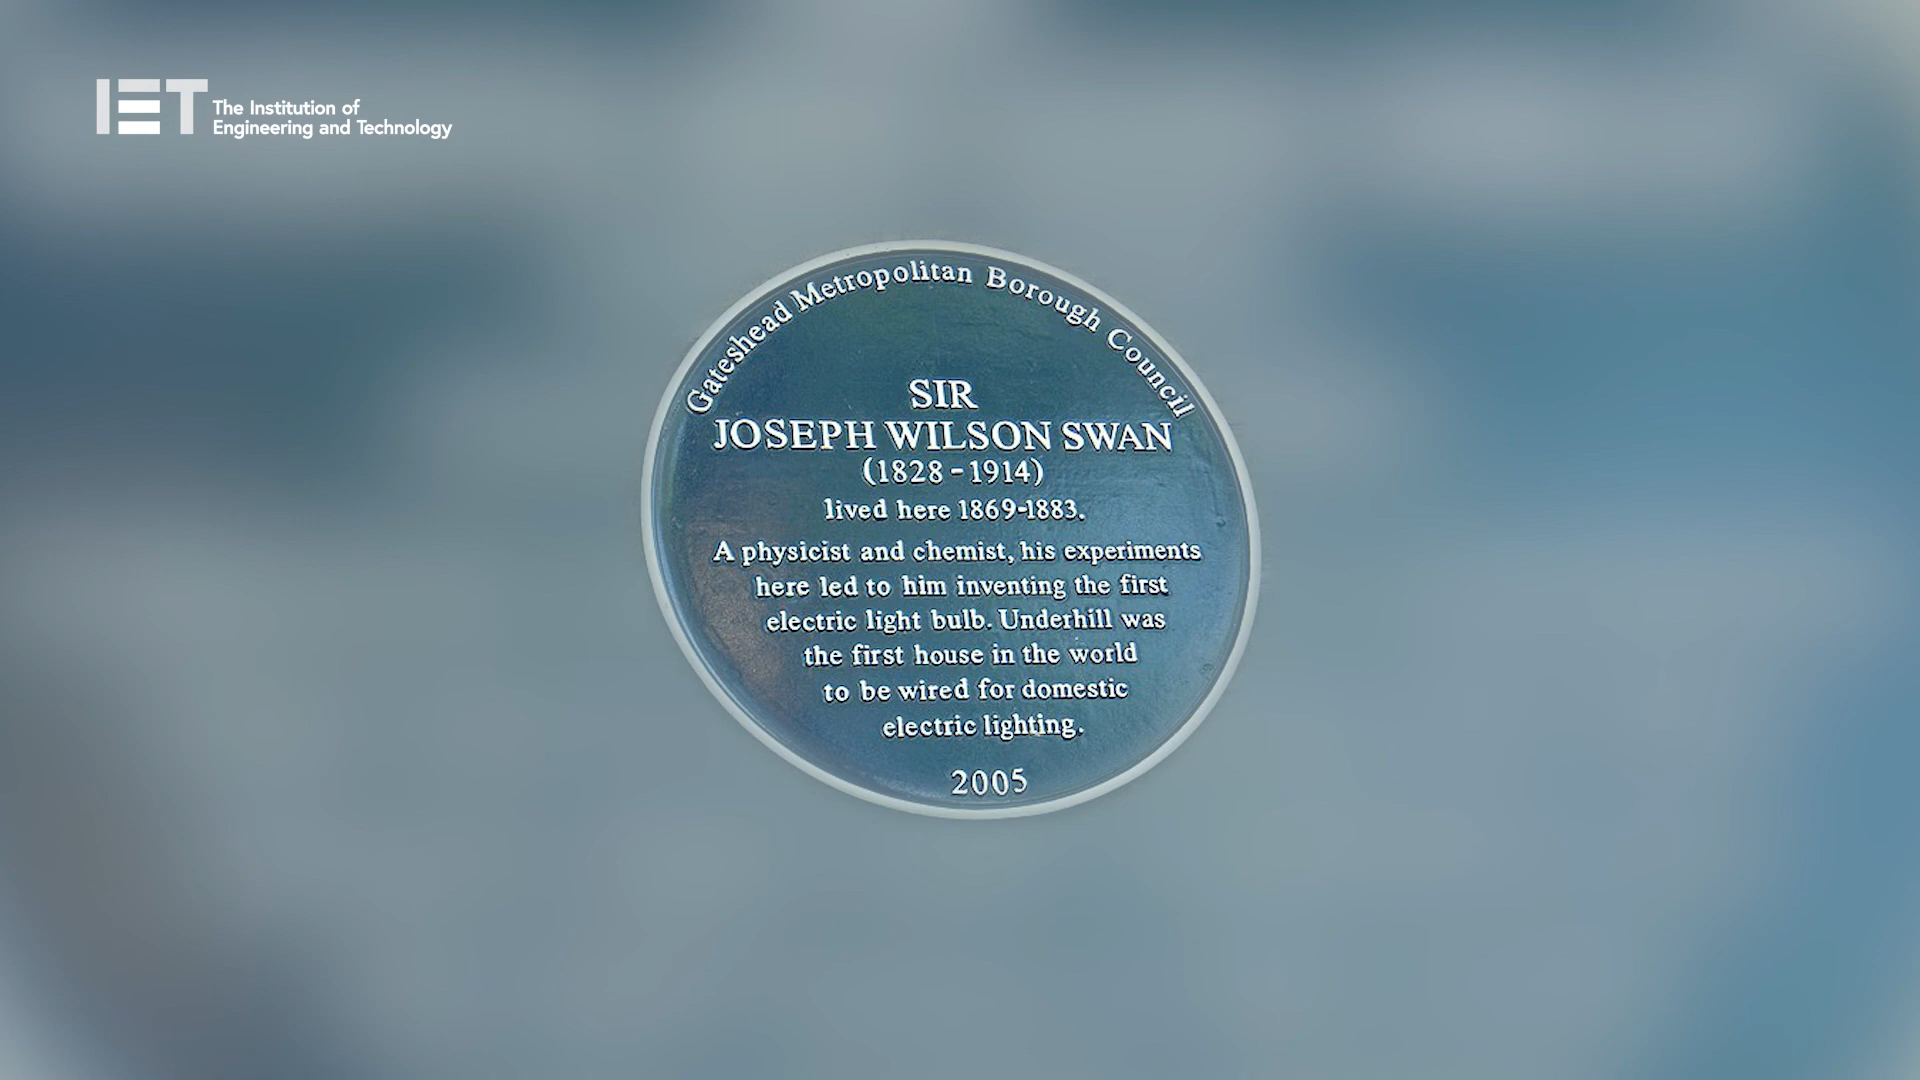 IET The Institution of
Engineering and Technology
Gateshead Metropolitan Borough Council
SIR
JOSEPH WILSON SWAN
(1828-1914)
lived here 1869-1883.
A physicist and chemist, his experiments
here led to him inventing the first
electric light bulb. Underhill was
the first house in the world
to be wired for domestic
electric lighting.
2005